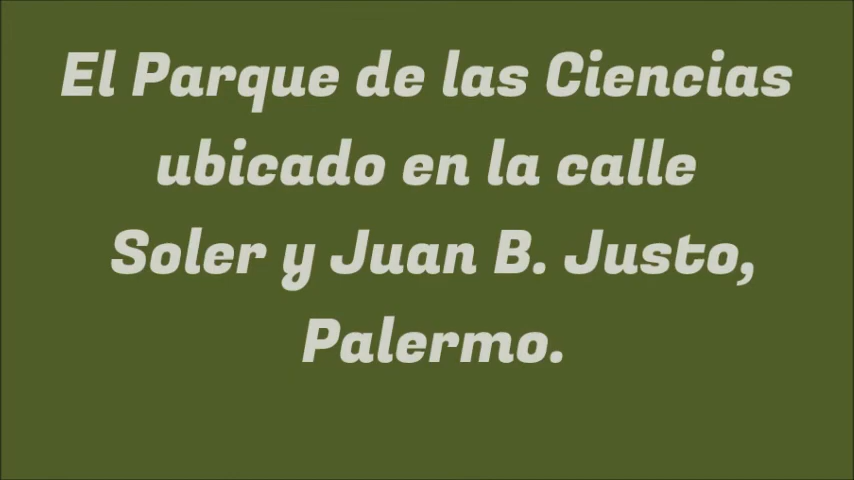 El Parque de las Ciencias
ubicado en la calle
Soler y Juan B. Justo,
Palermo.